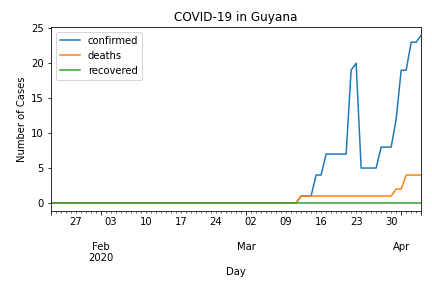 COVID-19 in Guyana
confirmed
deaths
recovered
Number of Cases
25
20
15
10
5
0
27 03 10 17 24 02 09 16 23 30
Feb Mar Apr
2020
Day